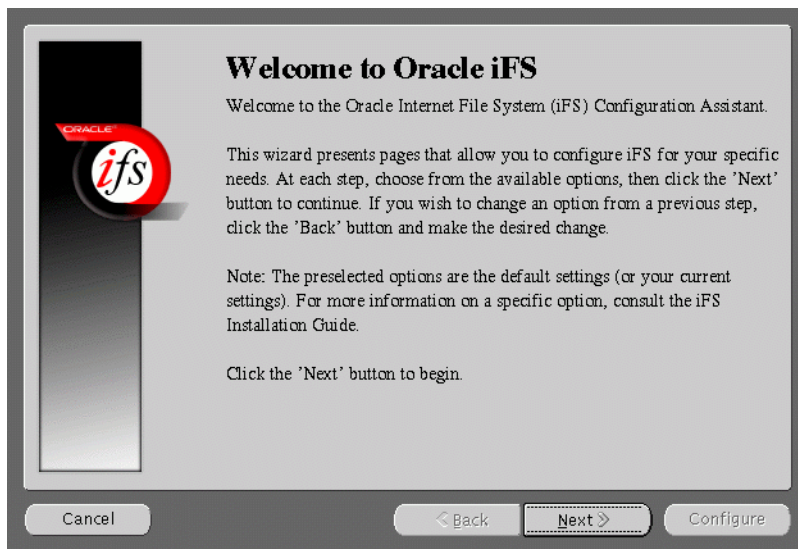 Welcome to Oracle iFS
Welcome to the Oracle Internet File System (iFS) Configuration Assistant.
This wizard presents pages that allow you to configure iFS for your specific
needs. At each step, choose from the available options, then click the 'Next'
button to continue. If you wish to change an option from a previous step,
click the 'Back' button and make the desired change.
Note: The preselected options are the default settings (or your current
settings). For more information on a specific option, consult the iFS
Installation Guide.
Click the 'Next' button to begin.
ORACLE
ifs
Cancel
Back
Next
Configure